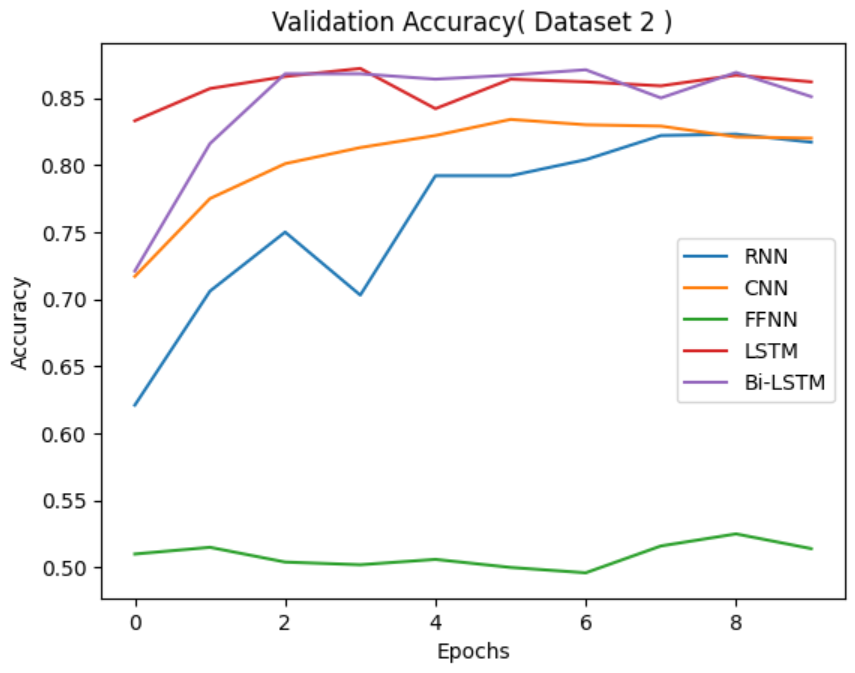 Validation Accuracy( Dataset 2 )
Accuracy
0.85
0.80
0.75
0.70
0.65
0.60
0.55
0.50
RNN
CNN
FFNN
LSTM
Bi-LSTM
0 2 4 6 8
Epochs